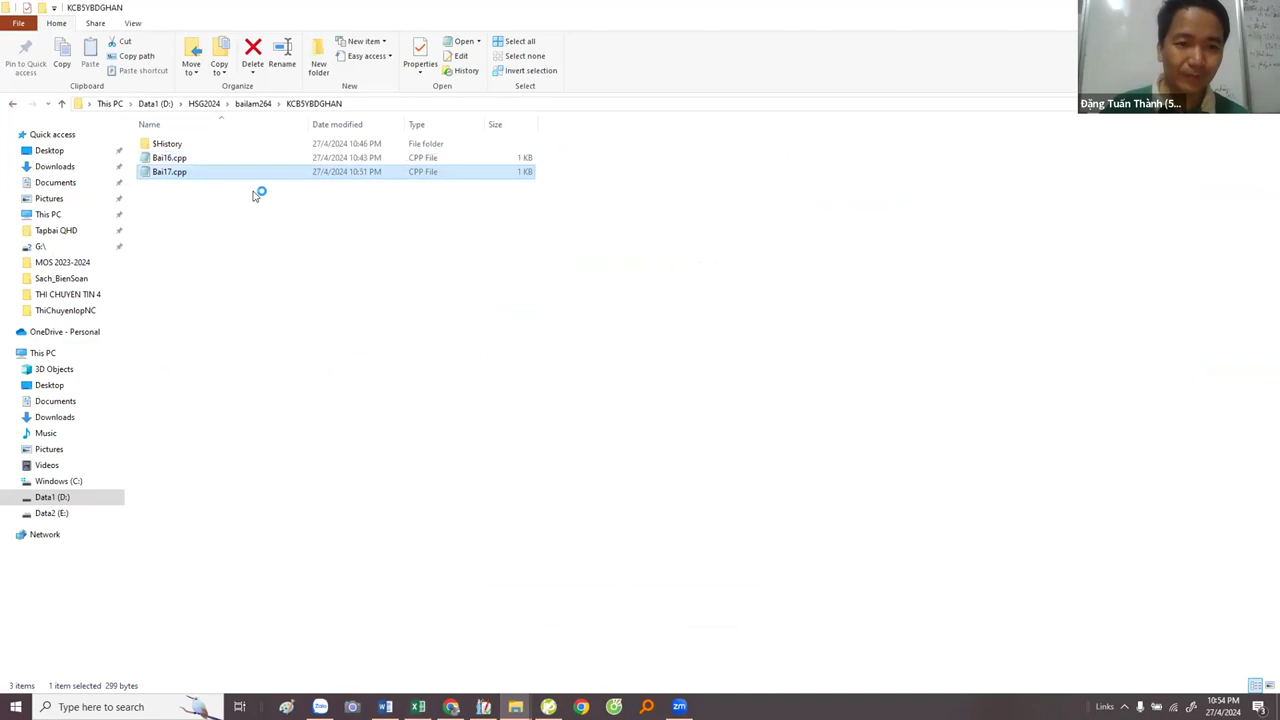 KCB5YBDGHAN
File Home Share View
Pin to Quick access Copy Paste Cut Copy path Paste shortcut Clipboard
Move to Copy to Delete Rename Organize
New folder New item Easy access New
Properties Open Edit History Open
Select all Select none Invert selection Select
This PC Data1 (D:) HSG2024 bailam264 KCB5YBDGHAN
Đặng Tuấn Thành (5...
Name Date modified Type Size
$History 27/4/2024 10:46 PM File folder
Bai16.cpp 27/4/2024 10:43 PM CPP File 1 KB
Bai17.cpp 27/4/2024 10:51 PM CPP File 1 KB
Quick access
Desktop
Downloads
Documents
Pictures
This PC
Tapbai QHD
G:\
MOS 2023-2024
Sach_BienSoan
THI CHUYEN TIN 4
ThiChuyenlopNC
OneDrive - Personal
This PC
3D Objects
Desktop
Documents
Downloads
Music
Pictures
Videos
Windows (C:)
Data1 (D:)
Data2 (E:)
Network
3 items 1 item selected 299 bytes
Type here to search
Links
10:54 PM
27/4/2024